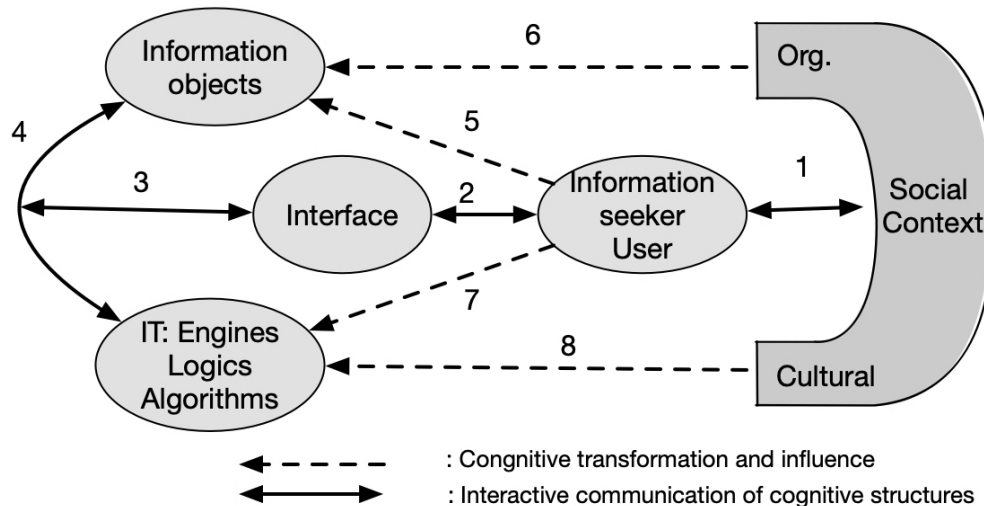 6
Information
objects
Org.
4
5
3
1
2
Interface
Information
seeker
User
Social
Context
7
IT: Engines
Logics
Algorithms
8
Cultural
: Congnitive transformation and influence
: Interactive communication of cognitive structures